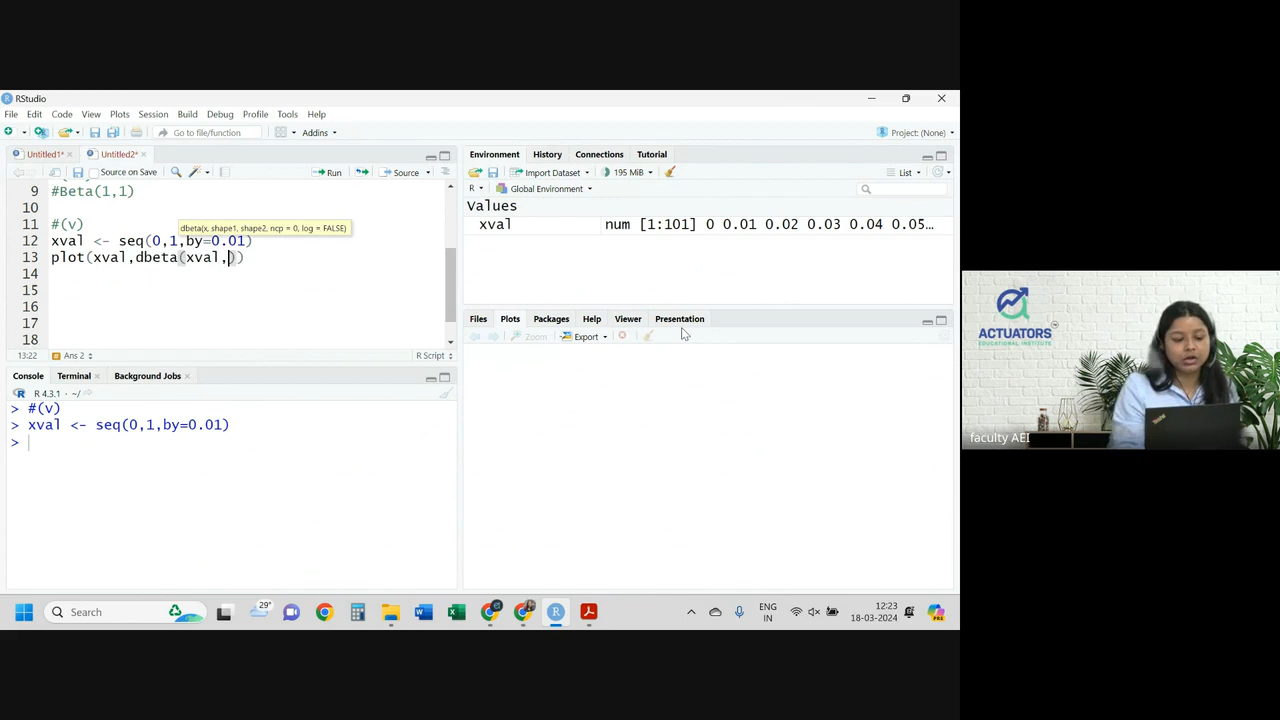 RStudio
File Edit Code View Plots Session Build Debug Profile Tools Help
Go to file/function Addins Project: (None)
Untitled1* Untitled2*
Source on Save Run Source
9 #Beta(1,1)
10
11 #(v)
dbeta(x, shape1, shape2, ncp = 0, log = FALSE)
12 xval <- seq(0,1,by=0.01)
13 plot(xval,dbeta(xval,))
14
15
16
17
18
13:22 Ans 2 R Script
Console Terminal Background Jobs
R 4.3.1 · ~/
> #(v)
> xval <- seq(0,1,by=0.01)
>
Environment History Connections Tutorial
Import Dataset 195 MiB List
R Global Environment
Values
xval num [1:101] 0 0.01 0.02 0.03 0.04 0.05...
Files Plots Packages Help Viewer Presentation
Zoom Export
ACTUATORS
EDUCATIONAL INSTITUTE
TM
faculty AEI
Search
29°
ENG
IN
12:23
18-03-2024
PRE